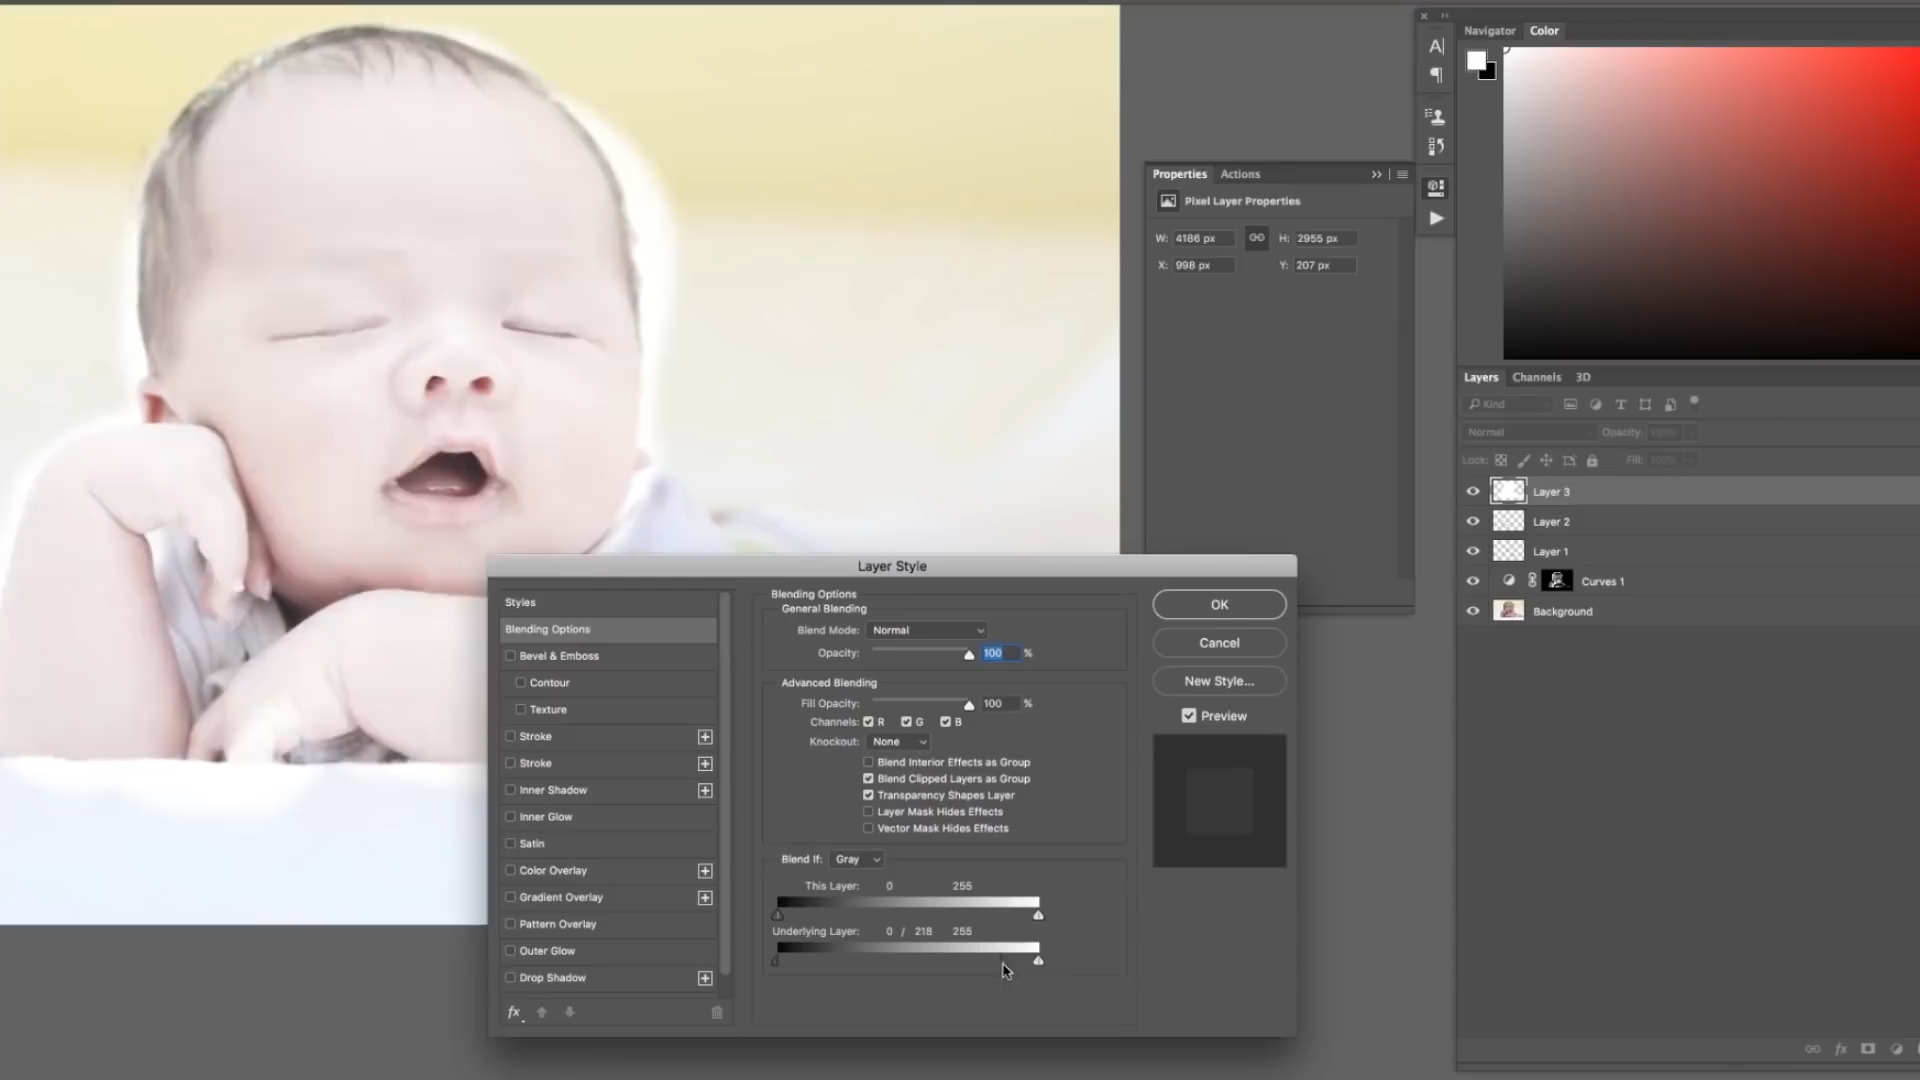 Navigator Color
Properties Actions
Pixel Layer Properties
W: 4186 px H: 2955 px
X: 998 px Y: 207 px
Layers Channels 3D
Kind
Normal Opacity: 100%
Lock: Fill: 100%
Layer 3
Layer 2
Layer 1
Curves 1
Background
Layer Style
Styles
Blending Options
Bevel & Emboss
Contour
Texture
Stroke
Stroke
Inner Shadow
Inner Glow
Satin
Color Overlay
Gradient Overlay
Pattern Overlay
Outer Glow
Drop Shadow
fx
Blending Options
General Blending
Blend Mode: Normal
Opacity: 100 %
Advanced Blending
Fill Opacity: 100 %
Channels: R G B
Knockout: None
Blend Interior Effects as Group
Blend Clipped Layers as Group
Transparency Shapes Layer
Layer Mask Hides Effects
Vector Mask Hides Effects
Blend If: Gray
This Layer: 0 255
Underlying Layer: 0 / 218 255
OK
Cancel
New Style...
Preview
fx